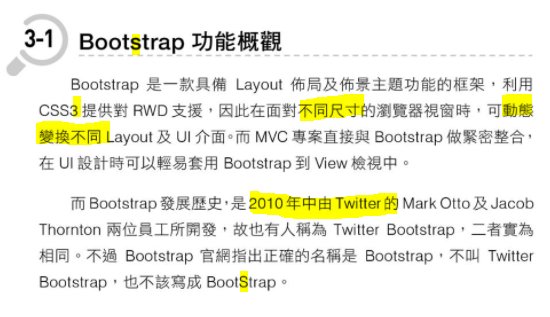 3-1 Bootstrap 功能概觀
Bootstrap 是一款具備 Layout 佈局及佈景主題功能的框架，利用
CSS3 提供對 RWD 支援，因此在面對不同尺寸的瀏覽器視窗時，可動態
變換不同 Layout 及 UI 介面。而 MVC 專案直接與 Bootstrap 做緊密整合，
在 UI 設計時可以輕易套用 Bootstrap 到 View 檢視中。
而 Bootstrap 發展歷史，是 2010 年中由 Twitter 的 Mark Otto 及 Jacob
Thornton 兩位員工所開發，故也有人稱為 Twitter Bootstrap，二者實為
相同。不過 Bootstrap 官網指出正確的名稱是 Bootstrap，不叫 Twitter
Bootstrap，也不該寫成 BootStrap。